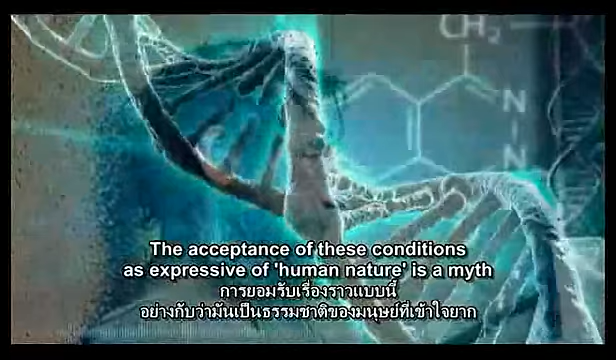 CH₂
N
N
The acceptance of these conditions
as expressive of 'human nature' is a myth
การยอมรับเรื่องราวแบบนี้
อย่างกับว่ามันเป็นธรรมชาติของมนุษย์ที่เข้าใจยาก